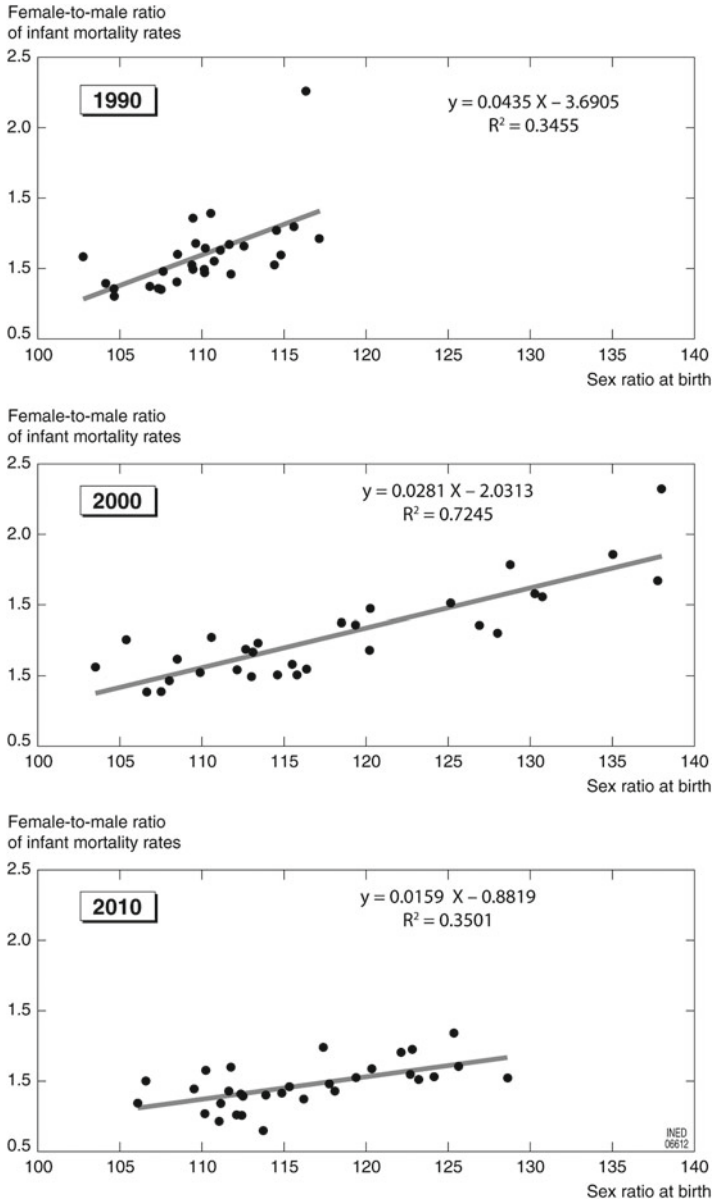 Female-to-male ratio
of infant mortality rates
2.5
1990
y = 0.0435 X – 3.6905
R² = 0.3455
2.0
1.5
1.5
0.5
100 105 110 115 120 125 130 135 140
Sex ratio at birth
Female-to-male ratio
of infant mortality rates
2.5
2000
y = 0.0281 X – 2.0313
R² = 0.7245
2.0
1.5
1.5
0.5
100 105 110 115 120 125 130 135 140
Sex ratio at birth
Female-to-male ratio
of infant mortality rates
2.5
2010
y = 0.0159 X – 0.8819
R² = 0.3501
2.0
1.5
1.5
INED
06612
0.5
100 105 110 115 120 125 130 135 140
Sex ratio at birth